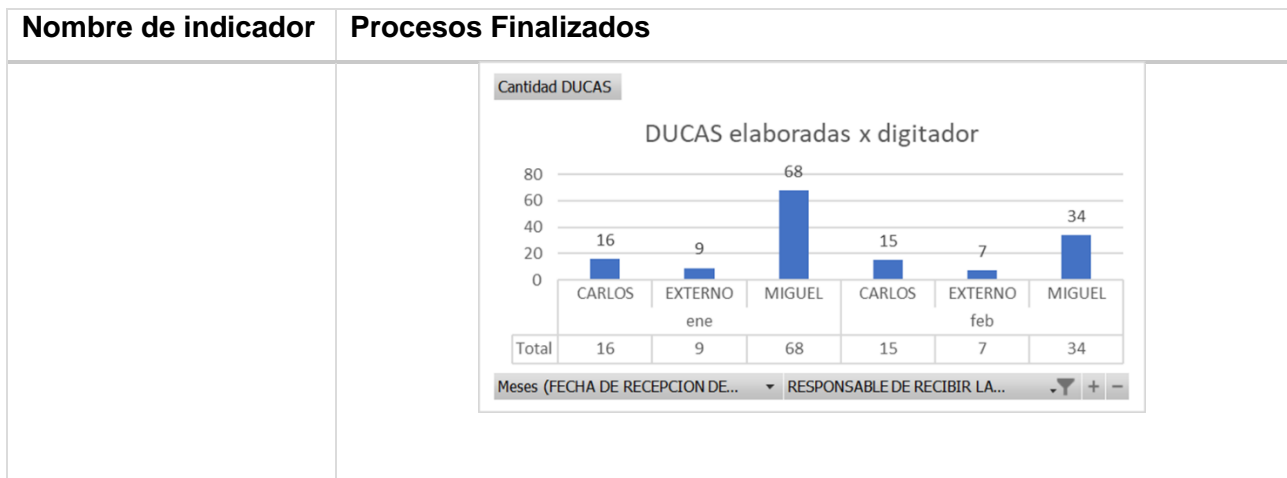 Nombre de indicador Procesos Finalizados
Cantidad DUCAS
DUCAS elaboradas x digitador
80
60
40
20
0
16 9 68 15 7 34
CARLOS EXTERNO MIGUEL CARLOS EXTERNO MIGUEL
ene feb
Total 16 9 68 15 7 34
Meses (FECHA DE RECEPCION DE... RESPONSABLE DE RECIBIR LA... + −